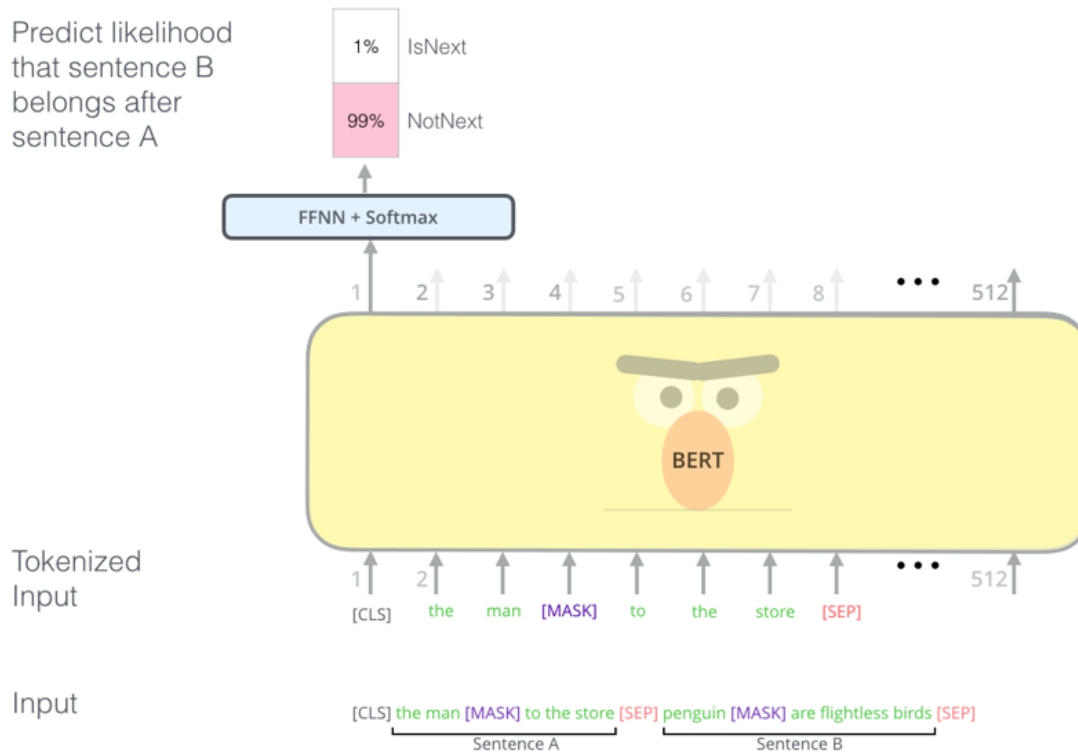 Predict likelihood
that sentence B
belongs after
sentence A
1% IsNext
99% NotNext
FFNN + Softmax
1 2 3 4 5 6 7 8 ••• 512
BERT
Tokenized
Input
1 2 ••• 512
[CLS] the man [MASK] to the store [SEP]
Input
[CLS] the man [MASK] to the store [SEP] penguin [MASK] are flightless birds [SEP]
Sentence A Sentence B